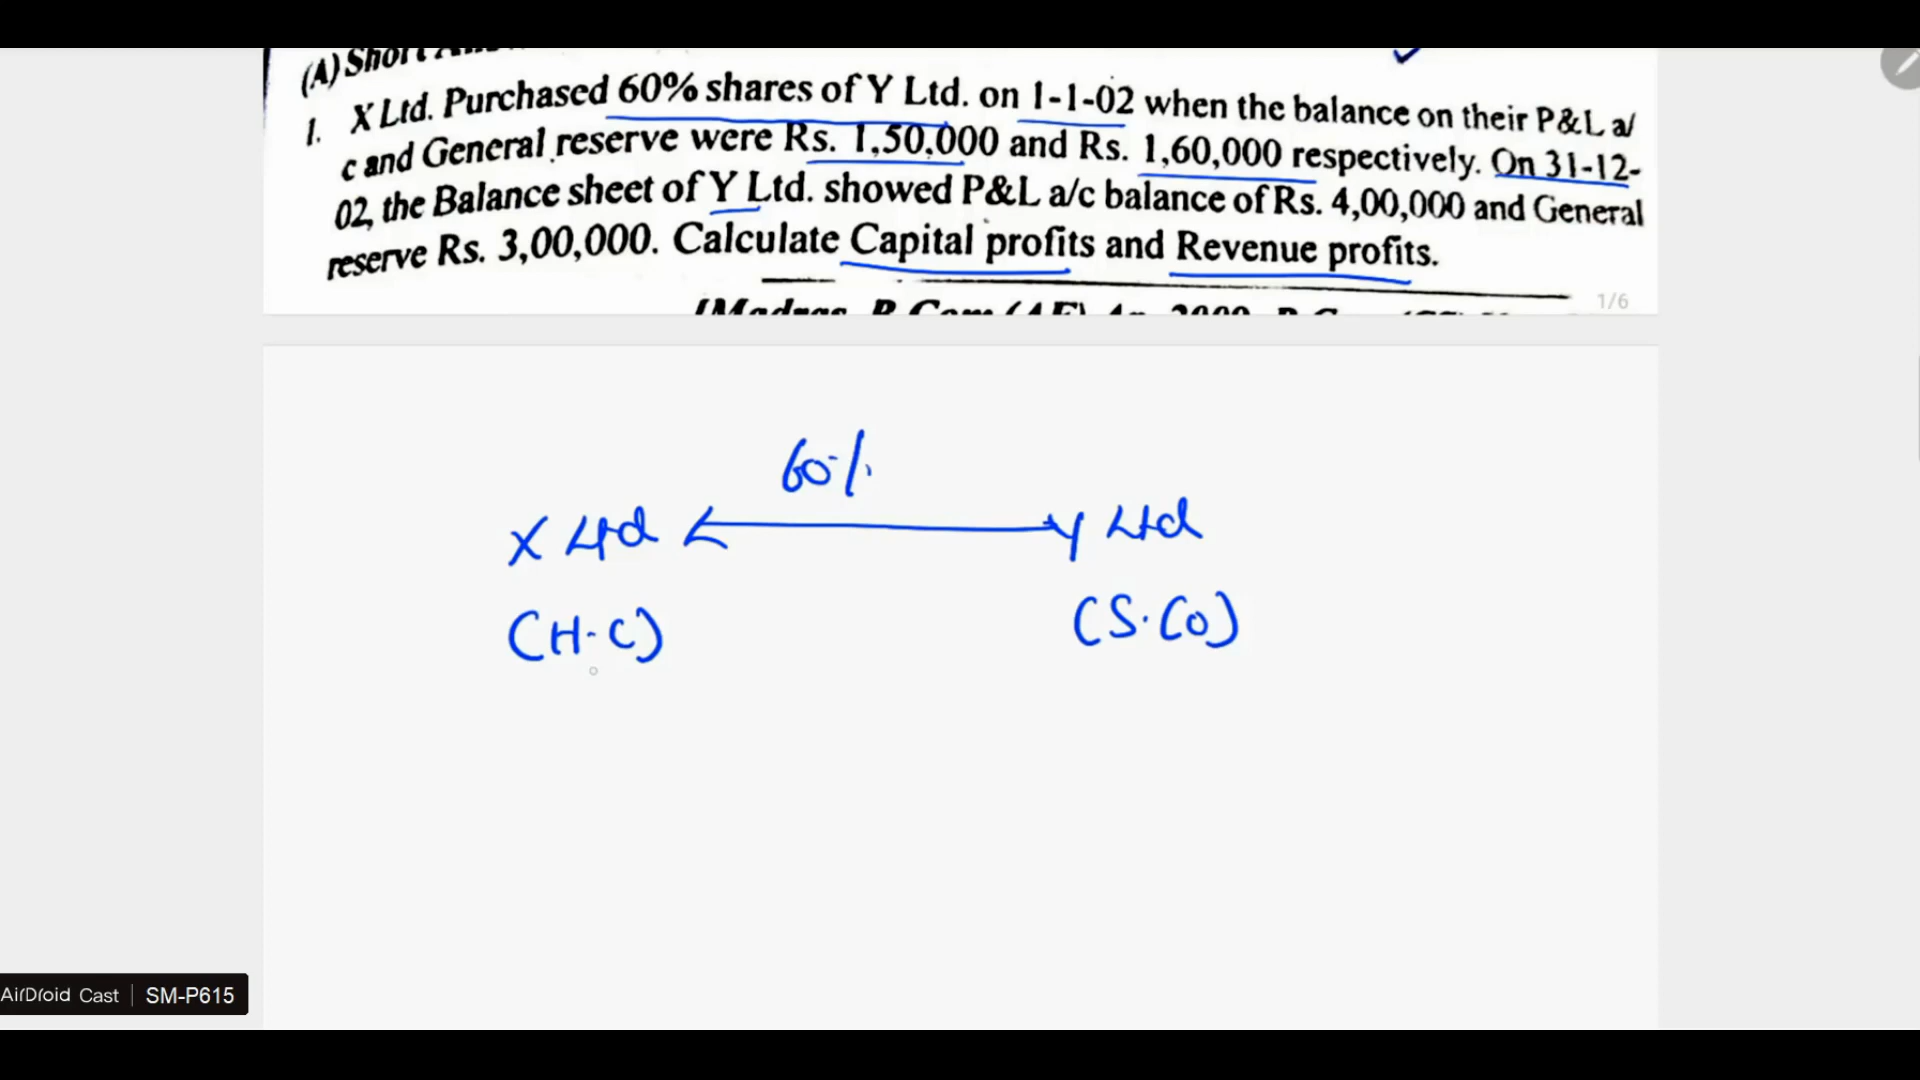 (A) Short
1. X Ltd. Purchased 60% shares of Y Ltd. on 1-1-02 when the balance on their P&L a/
c and General reserve were Rs. 1,50,000 and Rs. 1,60,000 respectively. On 31-12-
02, the Balance sheet of Y Ltd. showed P&L a/c balance of Rs. 4,00,000 and General
reserve Rs. 3,00,000. Calculate Capital profits and Revenue profits.
1/6
60%
X Ltd Y Ltd
(H.C) (S.Co)
AirDroid Cast | SM-P615